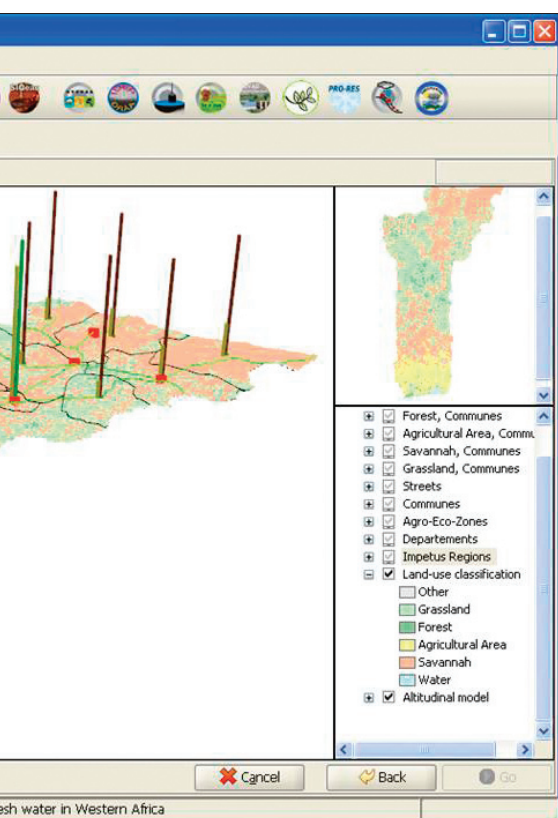 PRO-RES
Forest, Communes
Agricultural Area, Commu
Savannah, Communes
Grassland, Communes
Streets
Communes
Agro-Eco-Zones
Departements
Impetus Regions
Land-use classification
Other
Grassland
Forest
Agricultural Area
Savannah
Water
Altitudinal model
Cancel
Back
Go
esh water in Western Africa